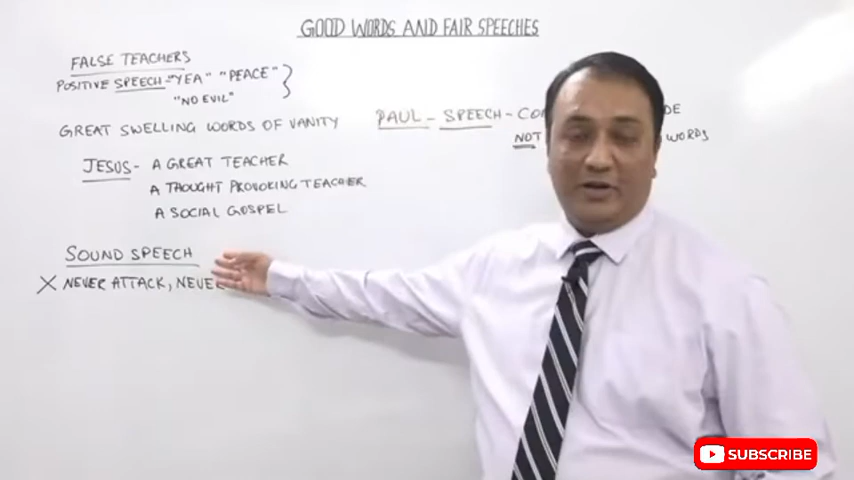 GOOD WORDS AND FAIR SPEECHES
FALSE TEACHERS
POSITIVE SPEECH - "YEA" "PEACE"
"NO EVIL"
GREAT SWELLING WORDS OF VANITY
JESUS - A GREAT TEACHER
A THOUGHT PROVOKING TEACHER
A SOCIAL GOSPEL
SOUND SPEECH
X NEVER ATTACK, NEVER
PAUL - SPEECH -
NOT WORDS
SUBSCRIBE